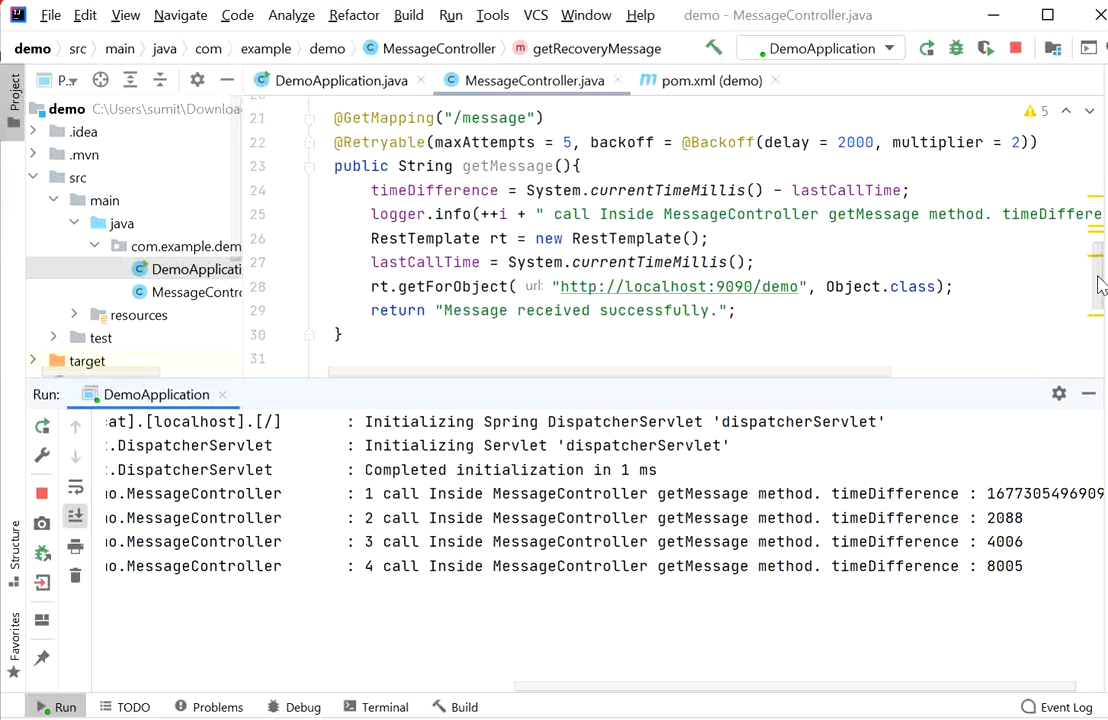 File Edit View Navigate Code Analyze Refactor Build Run Tools VCS Window Help demo - MessageController.java
demo src main java com example demo MessageController getRecoveryMessage DemoApplication
Project
P... DemoApplication.java MessageController.java pom.xml (demo)
demo C:\Users\sumit\Downloa
.idea
.mvn
src
main
java
com.example.dem
DemoApplicati
MessageContro
resources
test
target
21 @GetMapping("/message")
22 @Retryable(maxAttempts = 5, backoff = @Backoff(delay = 2000, multiplier = 2))
23 public String getMessage(){
24 timeDifference = System.currentTimeMillis() - lastCallTime;
25 logger.info(++i + " call Inside MessageController getMessage method. timeDiffere
26 RestTemplate rt = new RestTemplate();
27 lastCallTime = System.currentTimeMillis();
28 rt.getForObject( url: "http://localhost:9090/demo", Object.class);
29 return "Message received successfully.";
30 }
31
5
Run: DemoApplication
cat].[localhost].[/] : Initializing Spring DispatcherServlet 'dispatcherServlet'
t.DispatcherServlet : Initializing Servlet 'dispatcherServlet'
t.DispatcherServlet : Completed initialization in 1 ms
mo.MessageController : 1 call Inside MessageController getMessage method. timeDifference : 1677305496909
mo.MessageController : 2 call Inside MessageController getMessage method. timeDifference : 2088
mo.MessageController : 3 call Inside MessageController getMessage method. timeDifference : 4006
mo.MessageController : 4 call Inside MessageController getMessage method. timeDifference : 8005
Structure
Favorites
Run TODO Problems Debug Terminal Build Event Log